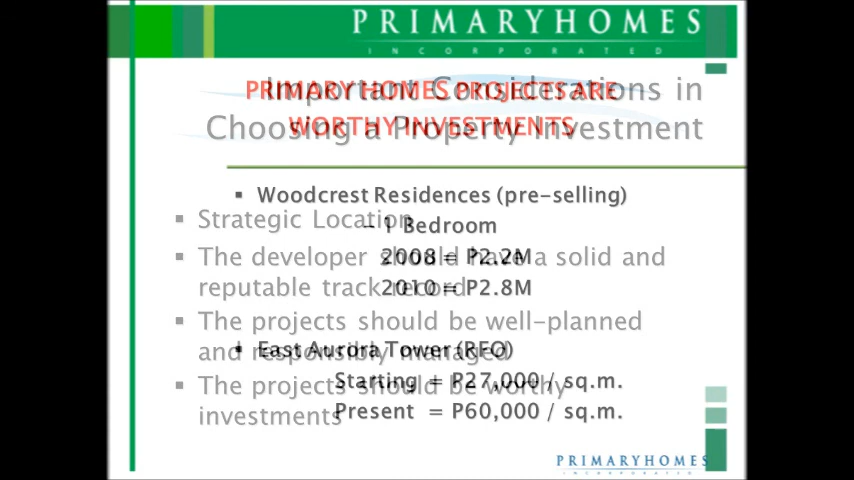 PRIMARYHOMES
INCORPORATED
PRIMARY HOMES PROJECTS ARE
WORTHY INVESTMENTS
Important Considerations in
Choosing a Property Investment
▪ Woodcrest Residences (pre-selling)
– 1 Bedroom
2008 = P2.2M
2010 = P2.8M
▪ East Aurora Tower (RFO)
Starting = P27,000 / sq.m.
Present = P60,000 / sq.m.
▪ Strategic Location
▪ The developer should have a solid and
reputable track record
▪ The projects should be well-planned
and responsibly managed
▪ The projects should be worthy
investments
PRIMARYHOMES
INCORPORATED